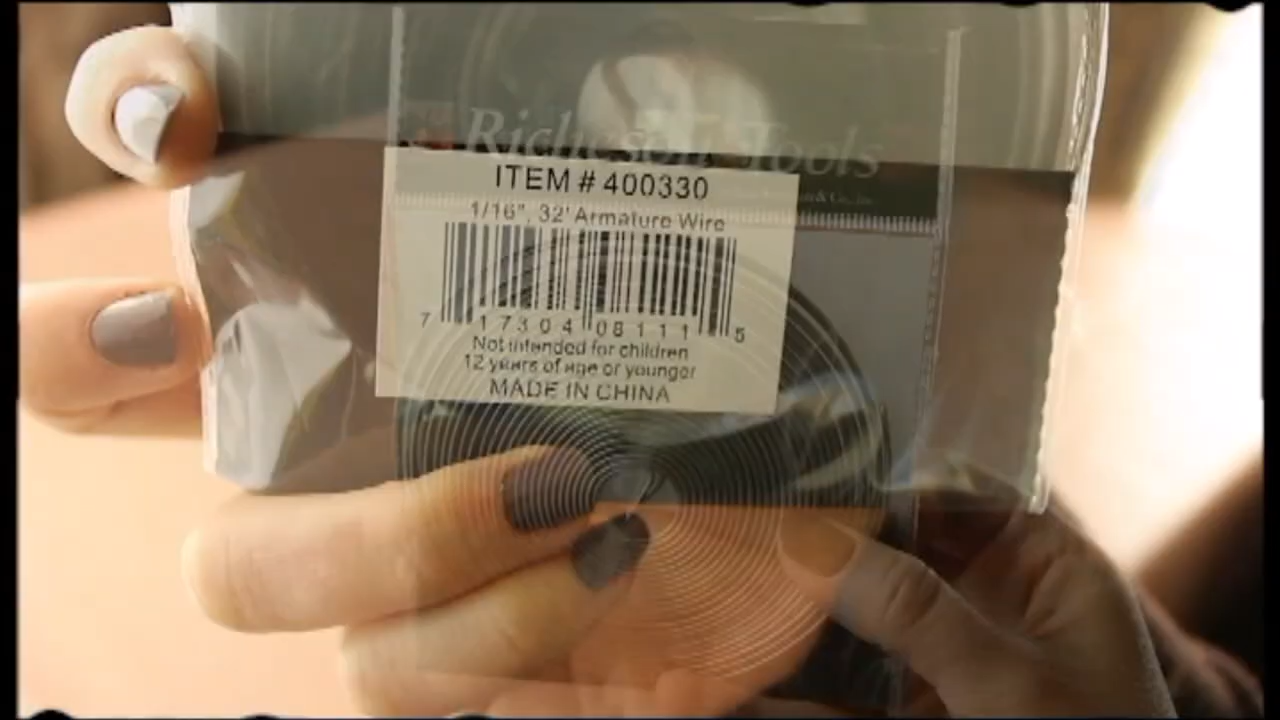 Richeson Tools
ITEM # 400330
1/16", 32' Armature Wire
7 17304 08111 5
Not intended for children
12 years of age or younger
MADE IN CHINA